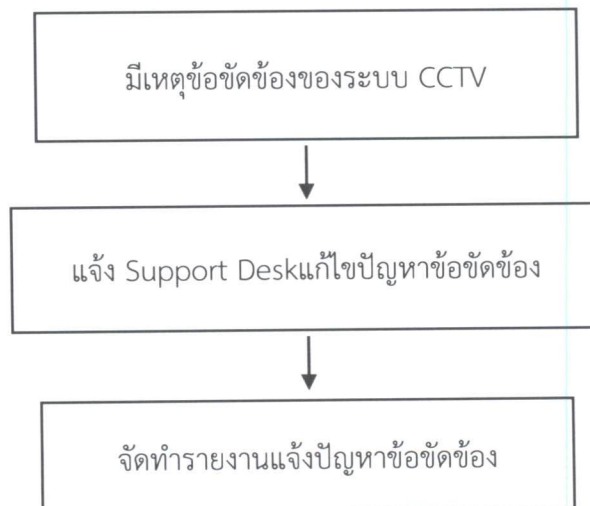 มีเหตุข้อขัดข้องของระบบ CCTV
แจ้ง Support Deskแก้ไขปัญหาข้อขัดข้อง
จัดทำรายงานแจ้งปัญหาข้อขัดข้อง